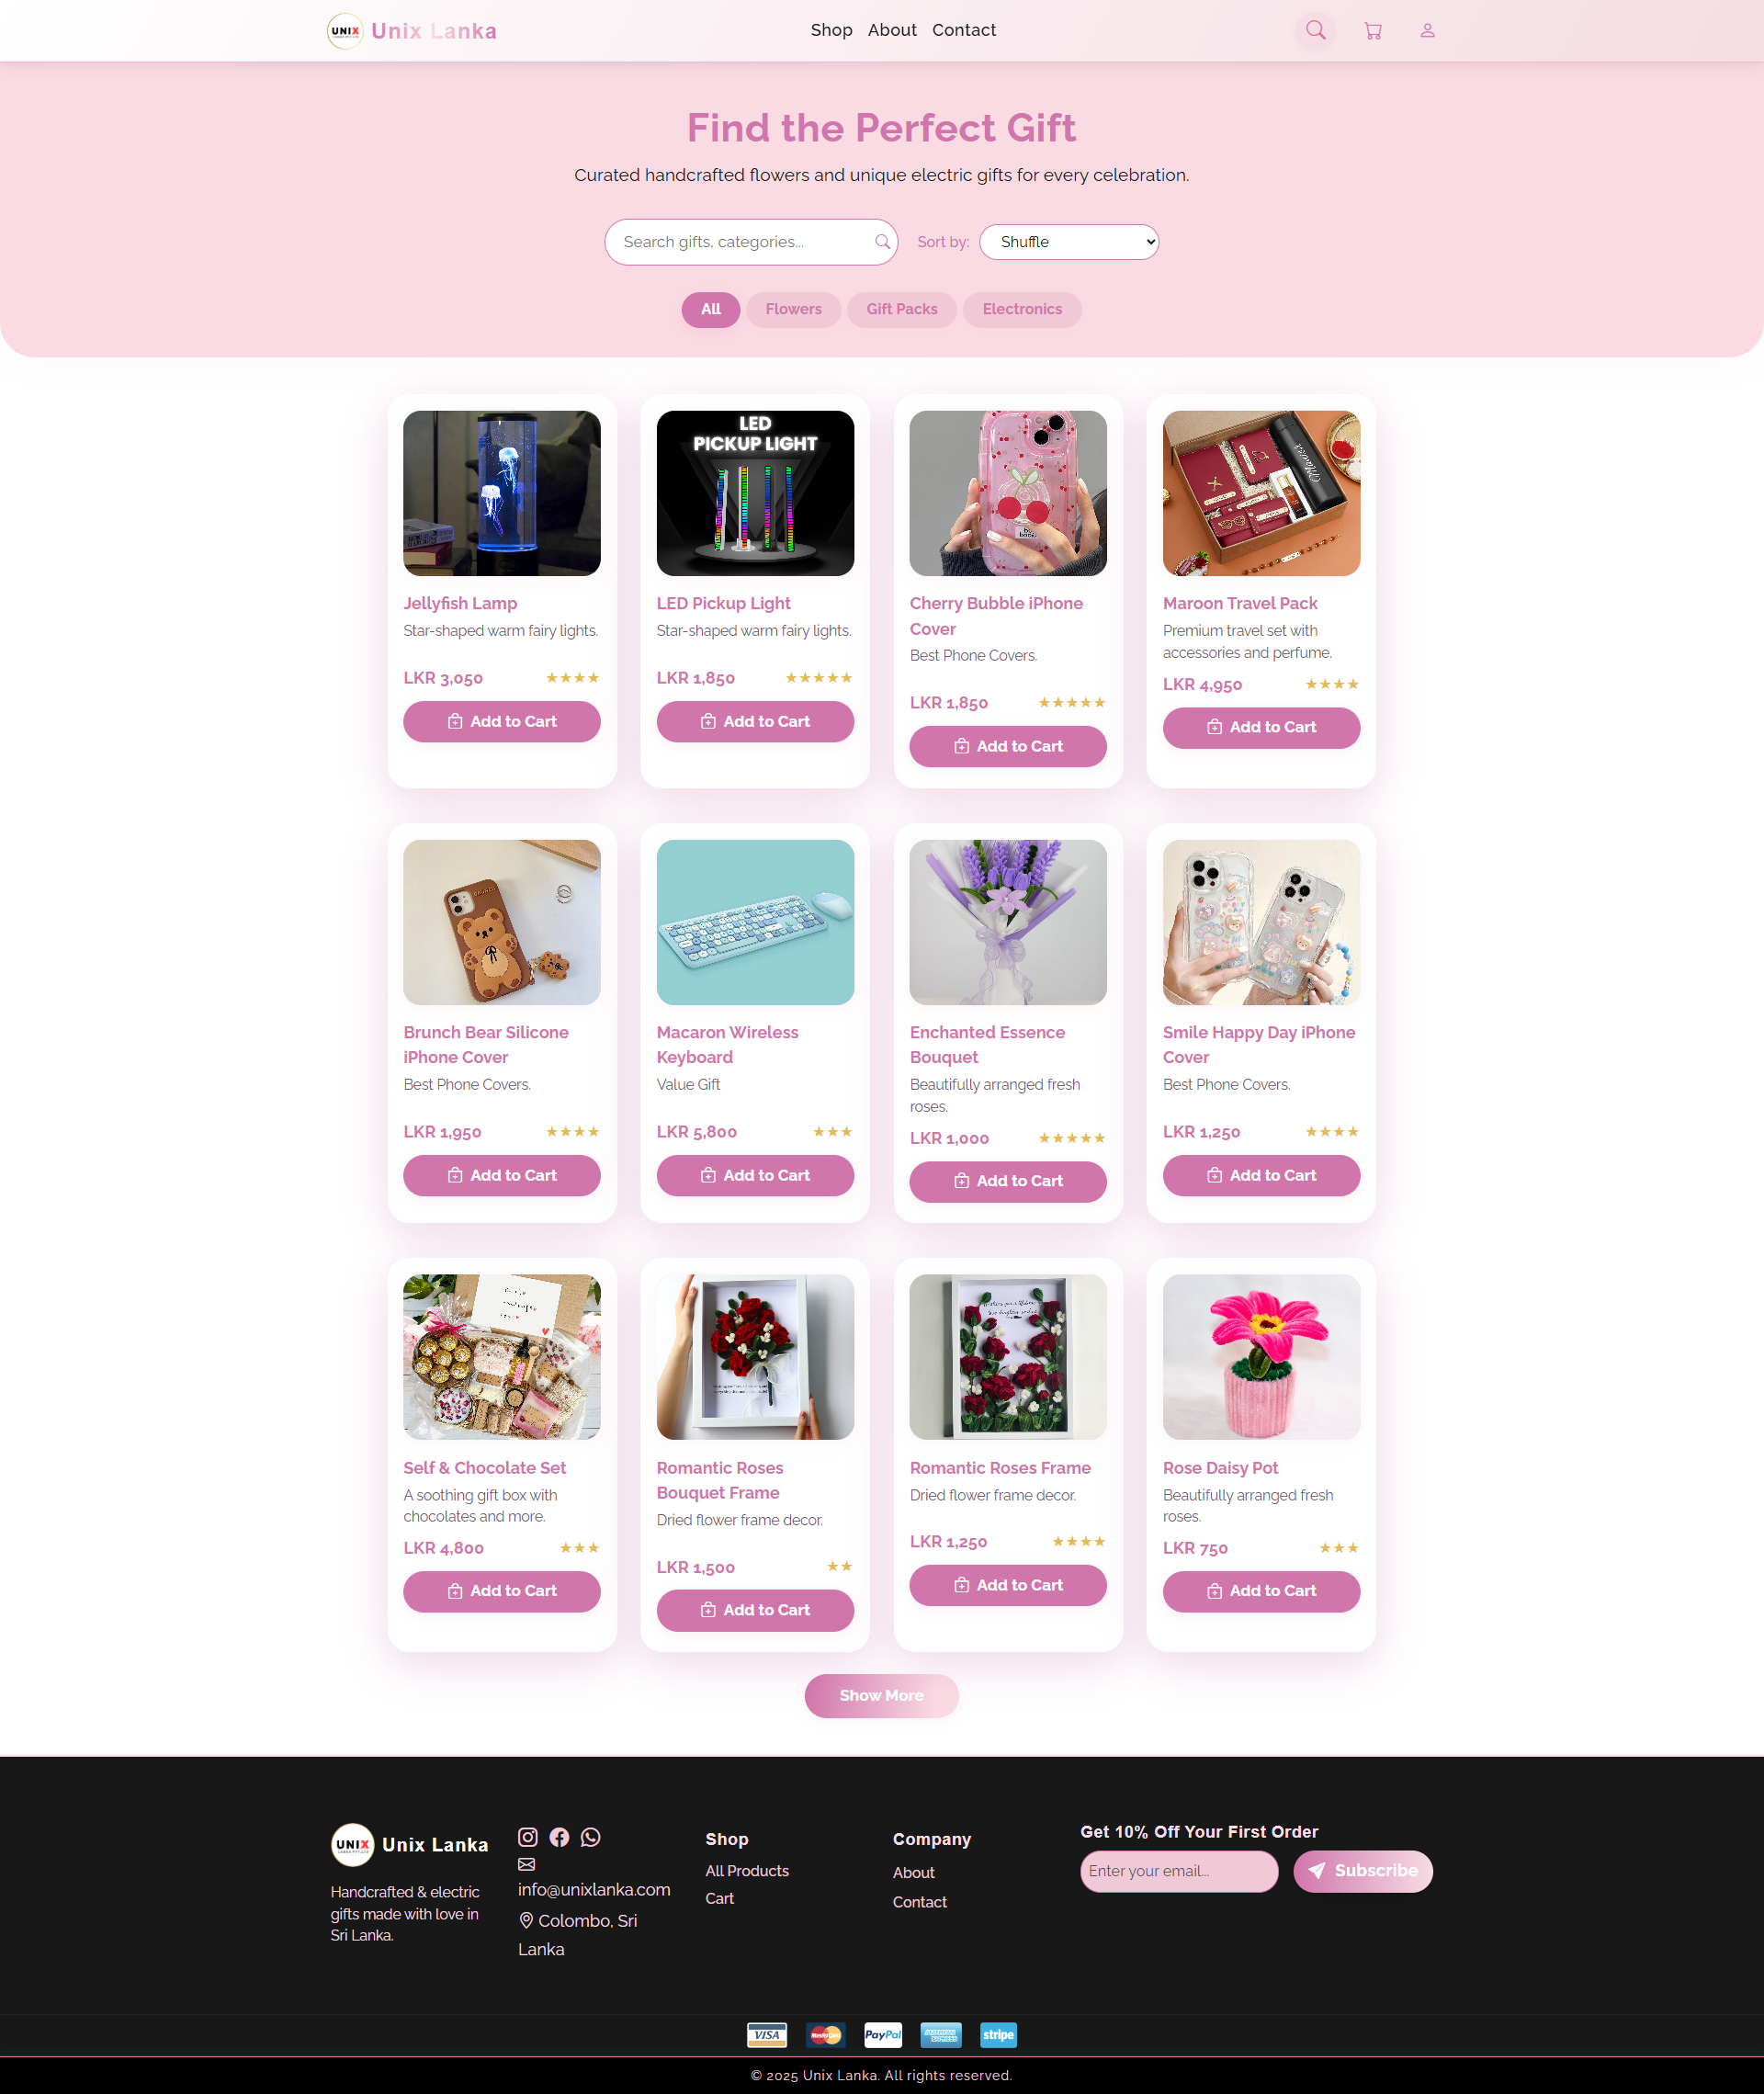 UNIX
Unix Lanka
Shop About Contact
Find the Perfect Gift
Curated handcrafted flowers and unique electric gifts for every celebration.
Search gifts, categories...
Sort by: Shuffle
All Flowers Gift Packs Electronics
LED
PICKUP LIGHT
Jellyfish Lamp
Star-shaped warm fairy lights.
LKR 3,050 ★★★★
Add to Cart
LED Pickup Light
Star-shaped warm fairy lights.
LKR 1,850 ★★★★★
Add to Cart
Cherry Bubble iPhone
Cover
Best Phone Covers.
LKR 1,850 ★★★★★
Add to Cart
Maroon Travel Pack
Premium travel set with
accessories and perfume.
LKR 4,950 ★★★★
Add to Cart
Brunch Bear Silicone
iPhone Cover
Best Phone Covers.
LKR 1,950 ★★★★
Add to Cart
Macaron Wireless
Keyboard
Value Gift
LKR 5,800 ★★★
Add to Cart
Enchanted Essence
Bouquet
Beautifully arranged fresh
roses.
LKR 1,000 ★★★★★
Add to Cart
Smile Happy Day iPhone
Cover
Best Phone Covers.
LKR 1,250 ★★★★
Add to Cart
Self & Chocolate Set
A soothing gift box with
chocolates and more.
LKR 4,800 ★★★
Add to Cart
Romantic Roses
Bouquet Frame
Dried flower frame decor.
LKR 1,500 ★★
Add to Cart
Romantic Roses Frame
Dried flower frame decor.
LKR 1,250 ★★★★
Add to Cart
Rose Daisy Pot
Beautifully arranged fresh
roses.
LKR 750 ★★★
Add to Cart
Show More
UNIX
Unix Lanka
Handcrafted & electric
gifts made with love in
Sri Lanka.
info@unixlanka.com
Colombo, Sri
Lanka
Shop
All Products
Cart
Company
About
Contact
Get 10% Off Your First Order
Enter your email...
Subscribe
VISA MasterCard PayPal AMERICAN EXPRESS stripe
© 2025 Unix Lanka. All rights reserved.